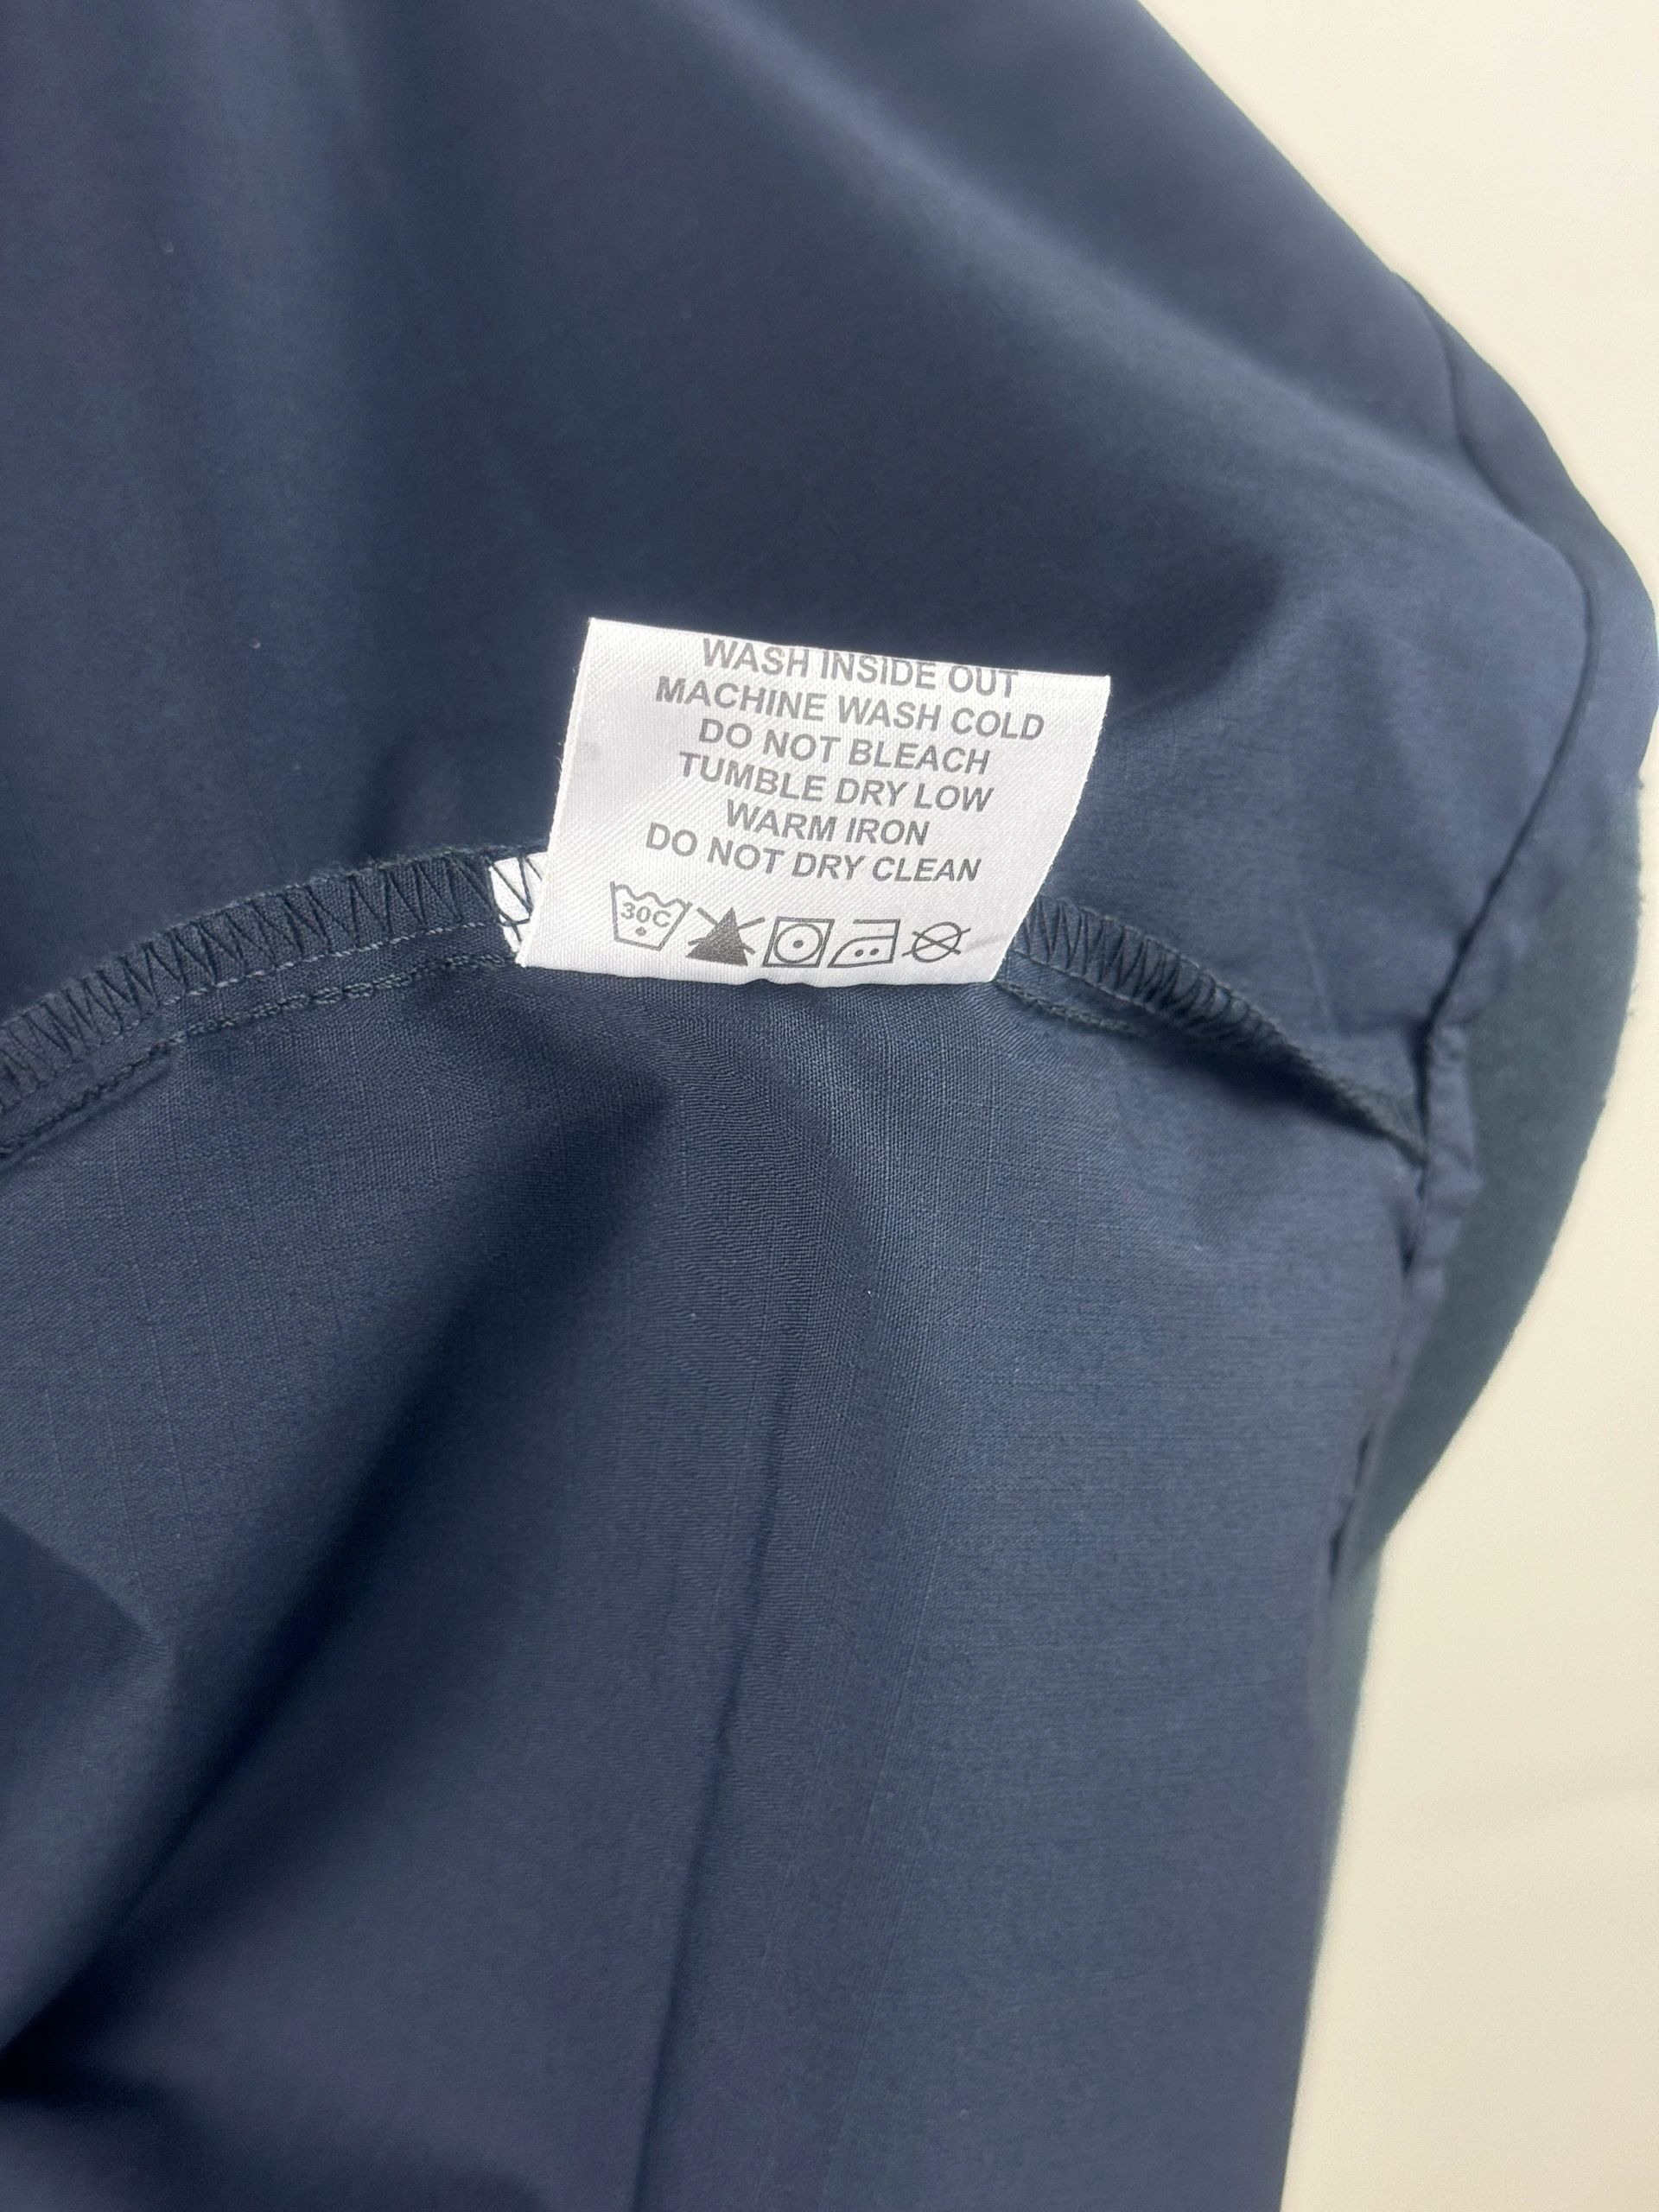 WASH INSIDE OUT
MACHINE WASH COLD
DO NOT BLEACH
TUMBLE DRY LOW
WARM IRON
DO NOT DRY CLEAN
30C